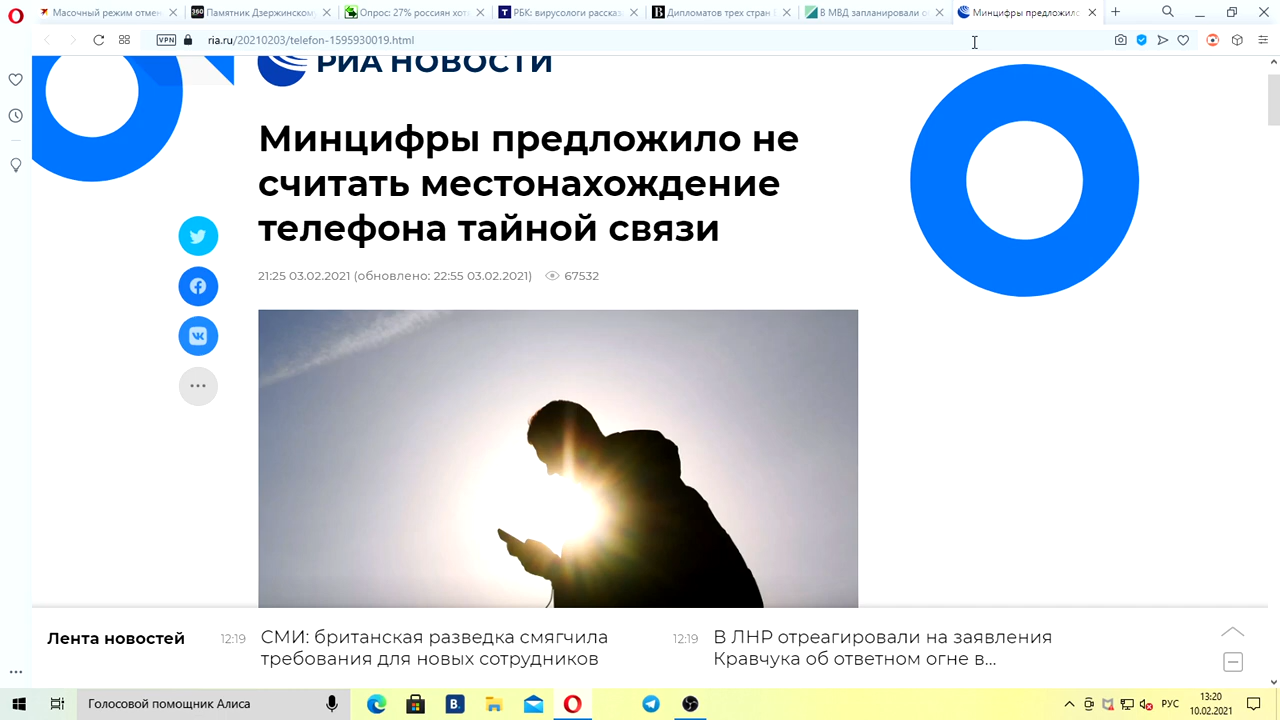 Масочный режим отмен
Памятник Дзержинскому
Опрос: 27% россиян хот
РБК: вирусологи расска
Дипломатов трех стран Е
В МВД запланировали о
Минцифры предложилс
VPN
ria.ru/20210203/telefon-1595930019.html
РИА НОВОСТИ
Минцифры предложило не
считать местонахождение
телефона тайной связи
21:25 03.02.2021 (обновлено: 22:55 03.02.2021) 67532
Лента новостей
12:19 СМИ: британская разведка смягчила
требования для новых сотрудников
12:19 В ЛНР отреагировали на заявления
Кравчука об ответном огне в...
Голосовой помощник Алиса
РУС
13:20
10.02.2021